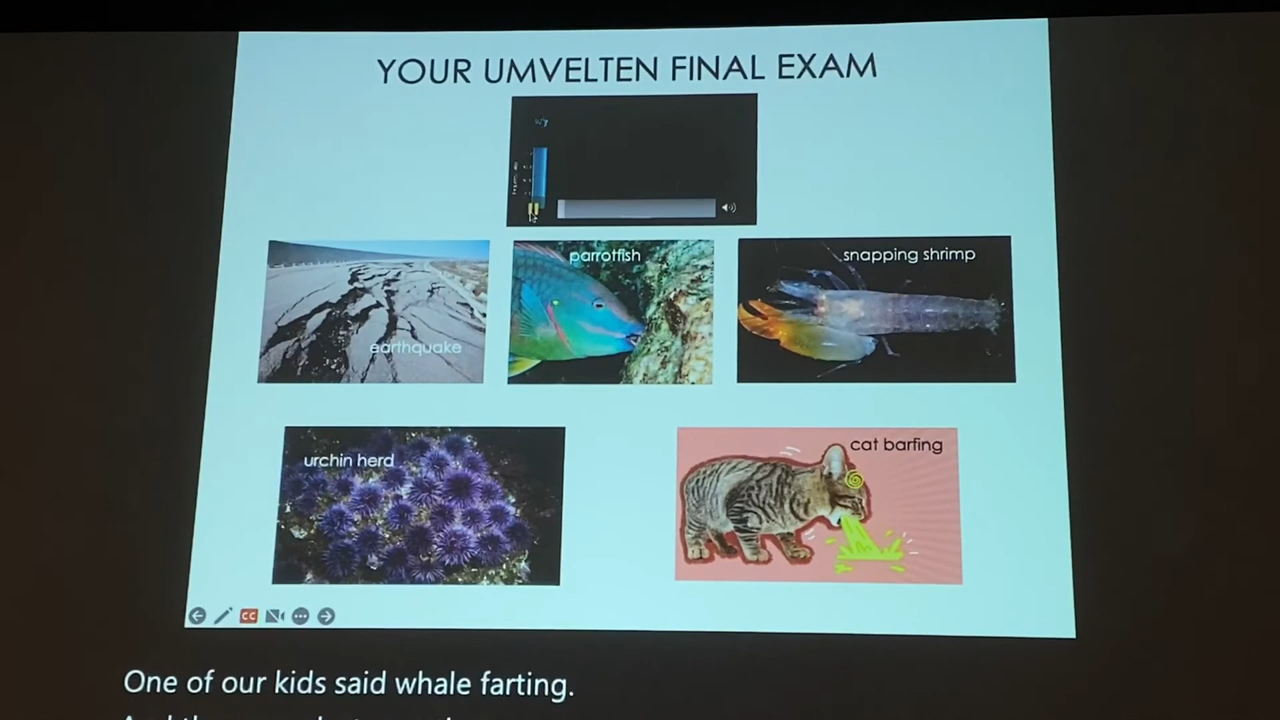 YOUR UMVELTEN FINAL EXAM
earthquake
parrotfish
snapping shrimp
urchin herd
cat barfing
CC
One of our kids said whale farting.